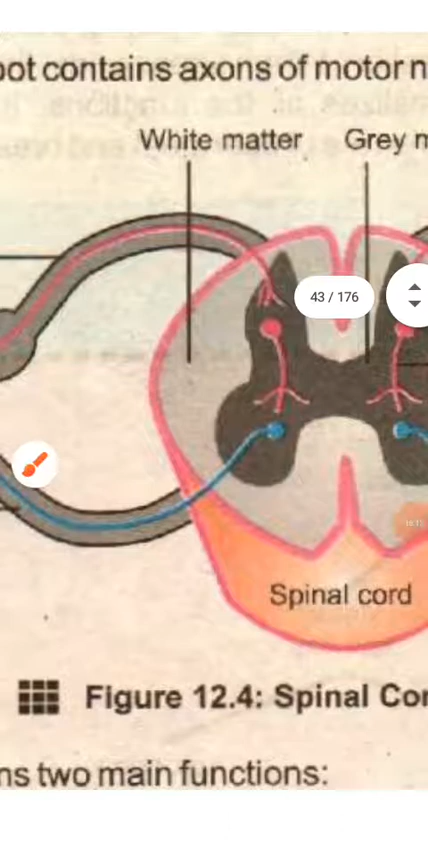 oot contains axons of motor n
White matter Grey m
43 / 176
Spinal cord
Figure 12.4: Spinal Cor
ns two main functions: